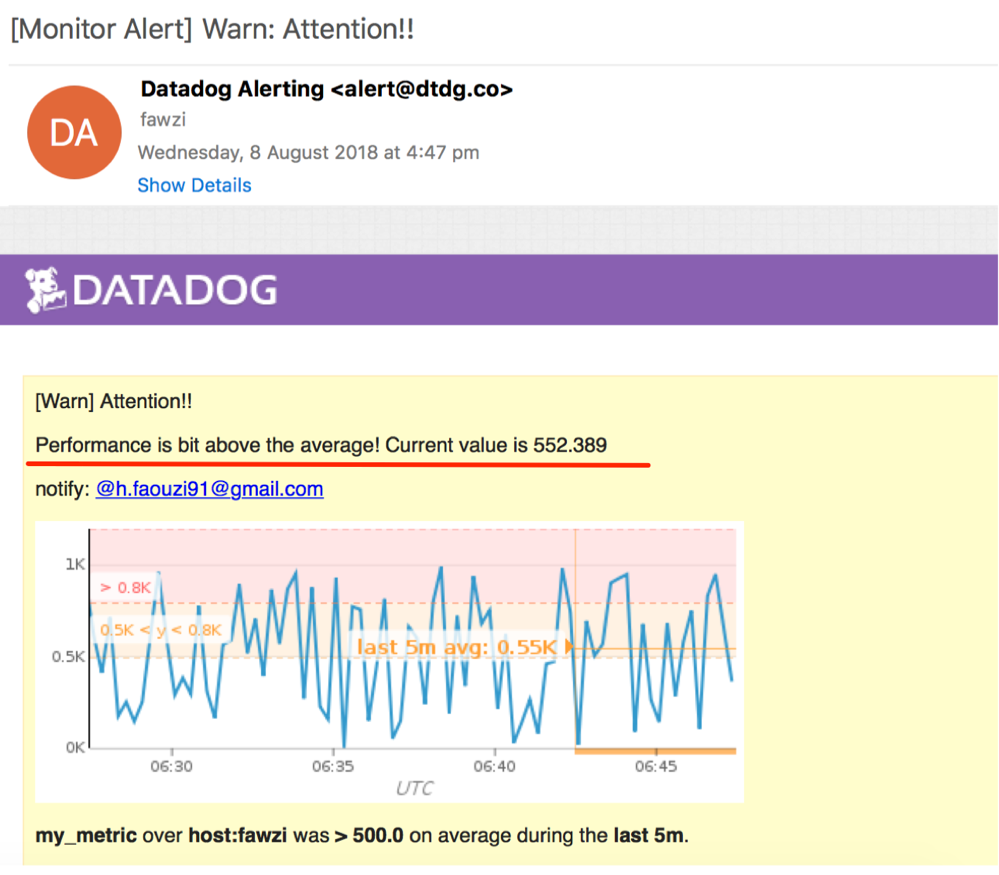 [Monitor Alert] Warn: Attention!!
DA
Datadog Alerting <alert@dtdg.co>
fawzi
Wednesday, 8 August 2018 at 4:47 pm
Show Details
DATADOG
[Warn] Attention!!
Performance is bit above the average! Current value is 552.389
notify: @h.faouzi91@gmail.com
1K
> 0.8K
0.5K < y < 0.8K
last 5m avg: 0.55K
0.5K
0K
06:30 06:35 06:40 06:45
UTC
my_metric over host:fawzi was > 500.0 on average during the last 5m.